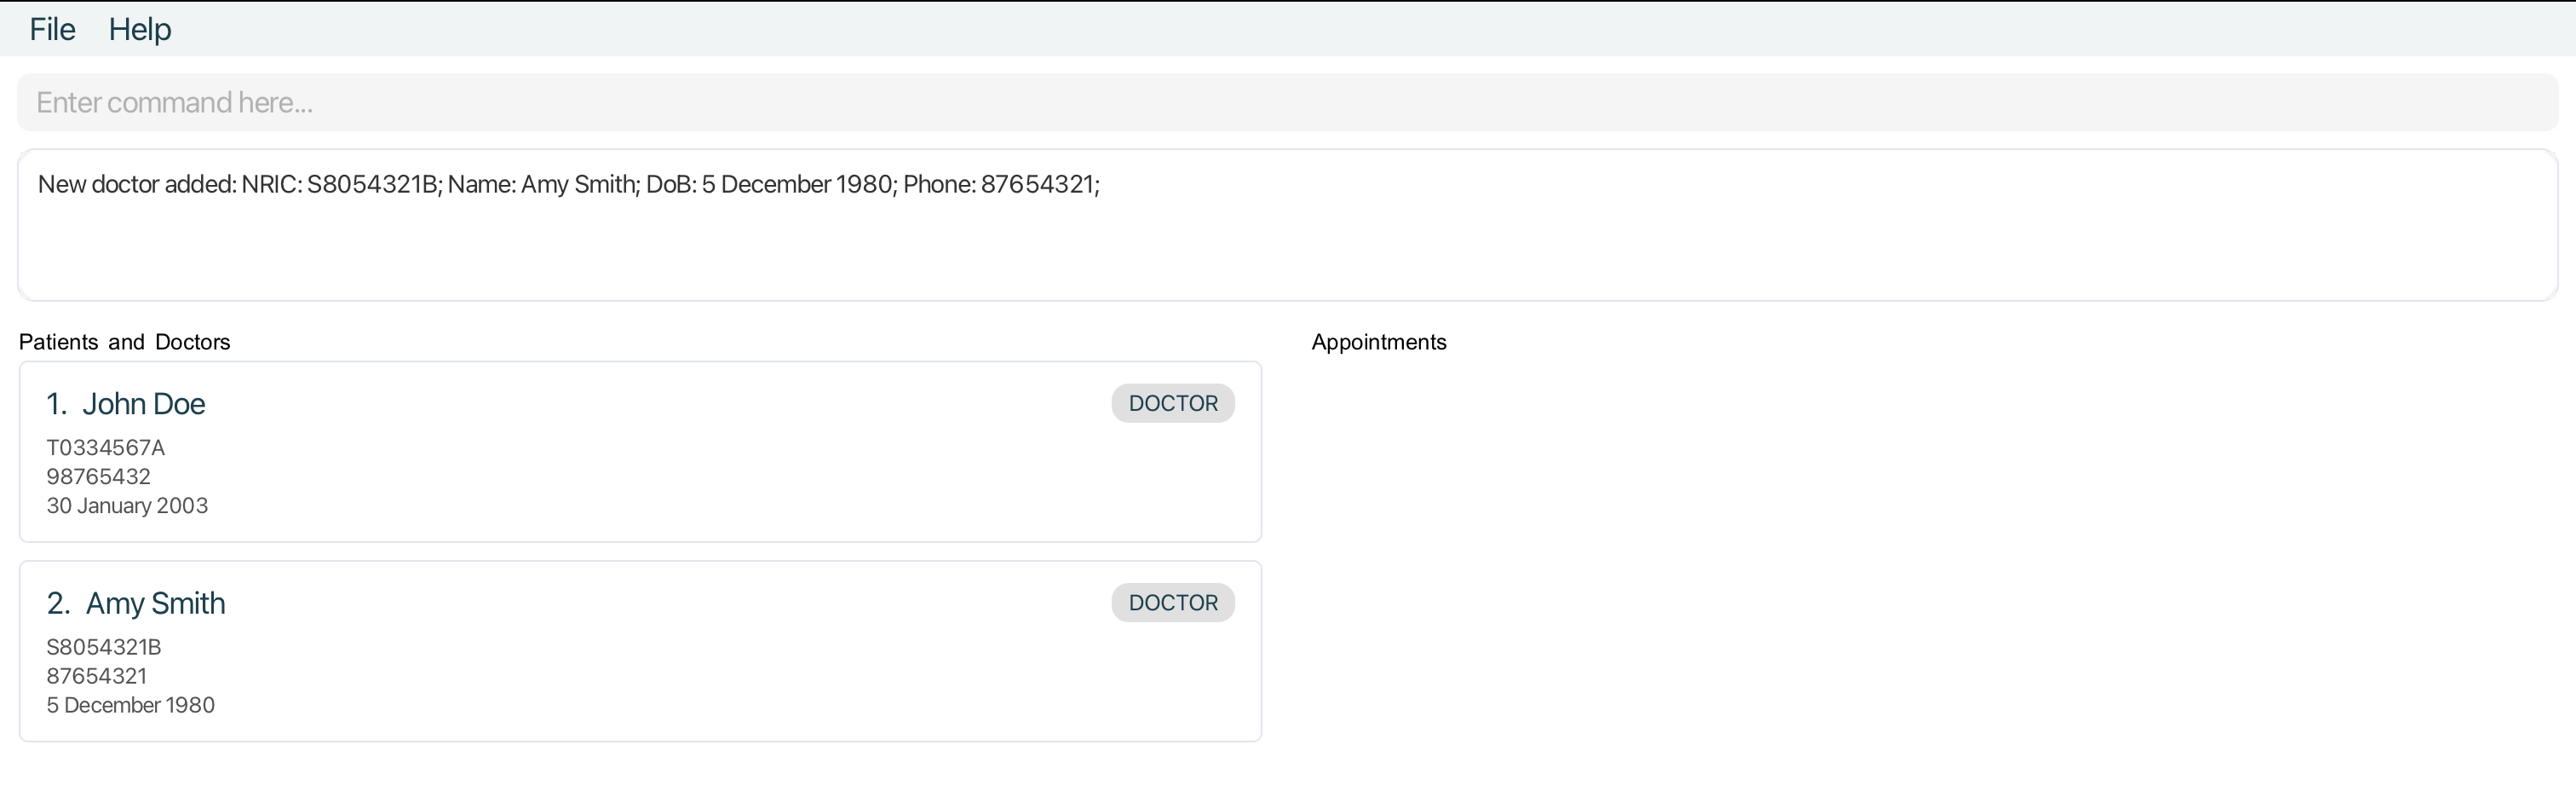 File Help
Enter command here...
New doctor added: NRIC: S8054321B; Name: Amy Smith; DoB: 5 December 1980; Phone: 87654321;
Patients and Doctors
1. John Doe DOCTOR
T0334567A
98765432
30 January 2003
2. Amy Smith DOCTOR
S8054321B
87654321
5 December 1980
Appointments